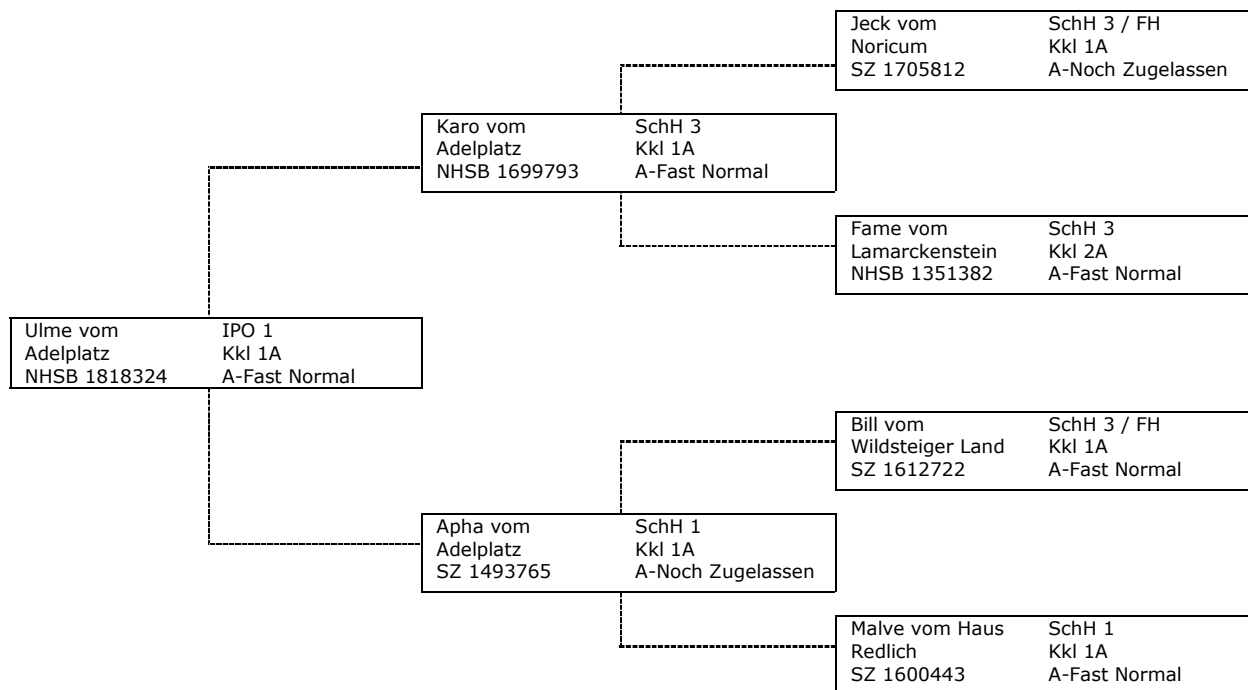 Jeck vom SchH 3 / FH
Noricum Kkl 1A
SZ 1705812 A-Noch Zugelassen
Karo vom SchH 3
Adelplatz Kkl 1A
NHSB 1699793 A-Fast Normal
Fame vom SchH 3
Lamarckenstein Kkl 2A
NHSB 1351382 A-Fast Normal
Ulme vom IPO 1
Adelplatz Kkl 1A
NHSB 1818324 A-Fast Normal
Bill vom SchH 3 / FH
Wildsteiger Land Kkl 1A
SZ 1612722 A-Fast Normal
Apha vom SchH 1
Adelplatz Kkl 1A
SZ 1493765 A-Noch Zugelassen
Malve vom Haus SchH 1
Redlich Kkl 1A
SZ 1600443 A-Fast Normal